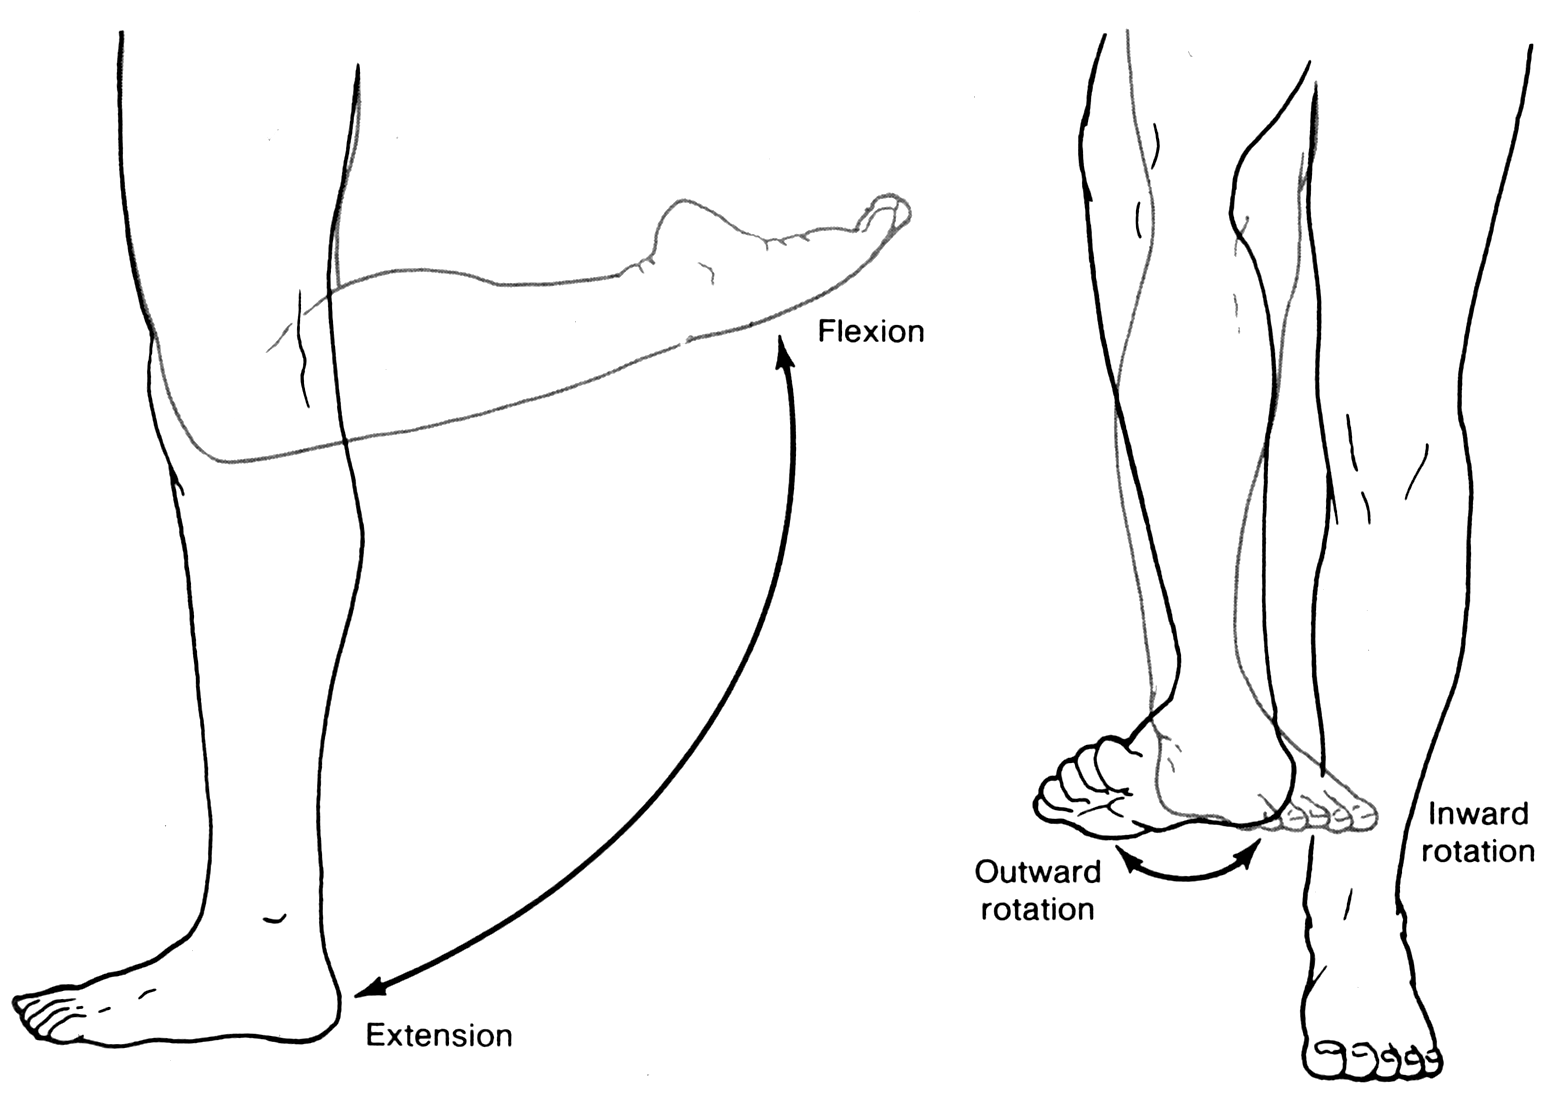 Flexion
Extension
Outward
rotation
Inward
rotation